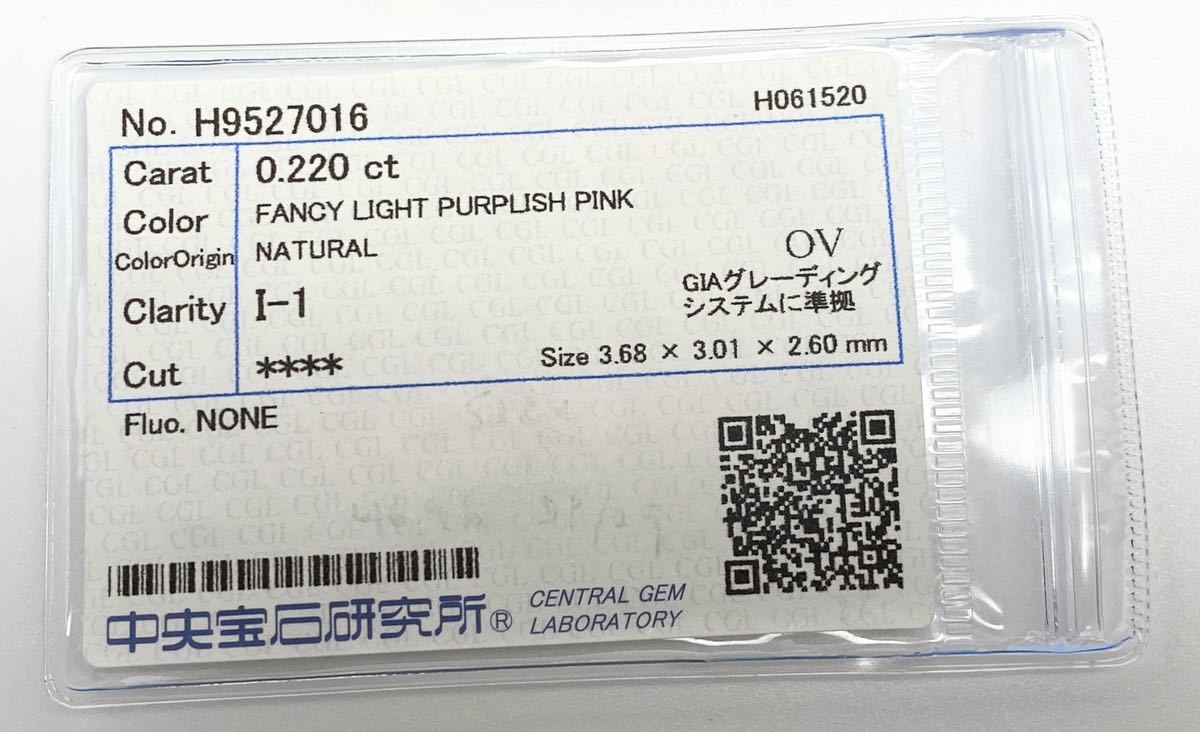 No. H9527016
H061520
Carat 0.220 ct
Color FANCY LIGHT PURPLISH PINK
ColorOrigin NATURAL
OV
Clarity I-1
GIAグレーディング
システムに準拠
Cut ****
Size 3.68 × 3.01 × 2.60 mm
Fluo. NONE
中央宝石研究所®
CENTRAL GEM
LABORATORY